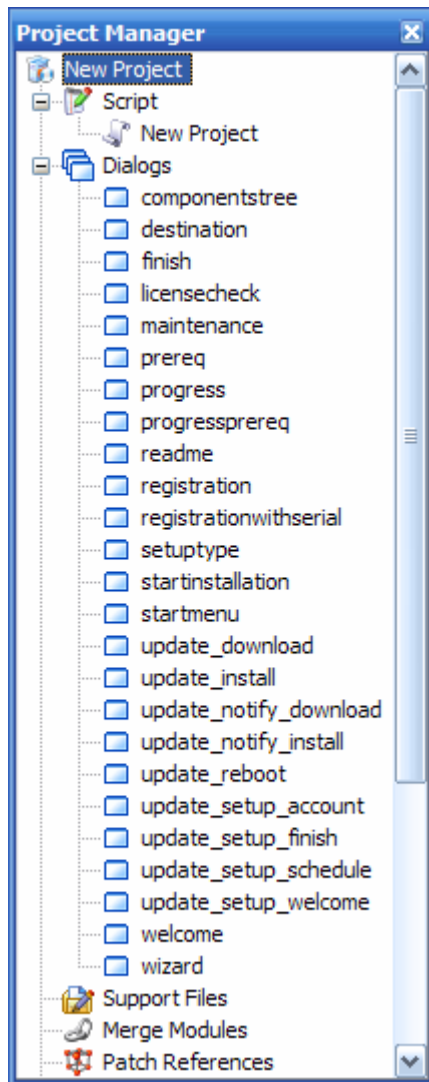 Project Manager
New Project
Script
New Project
Dialogs
componentstree
destination
finish
licensecheck
maintenance
prereq
progress
progressprereq
readme
registration
registrationwithserial
setuptype
startinstallation
startmenu
update_download
update_install
update_notify_download
update_notify_install
update_reboot
update_setup_account
update_setup_finish
update_setup_schedule
update_setup_welcome
welcome
wizard
Support Files
Merge Modules
Patch References